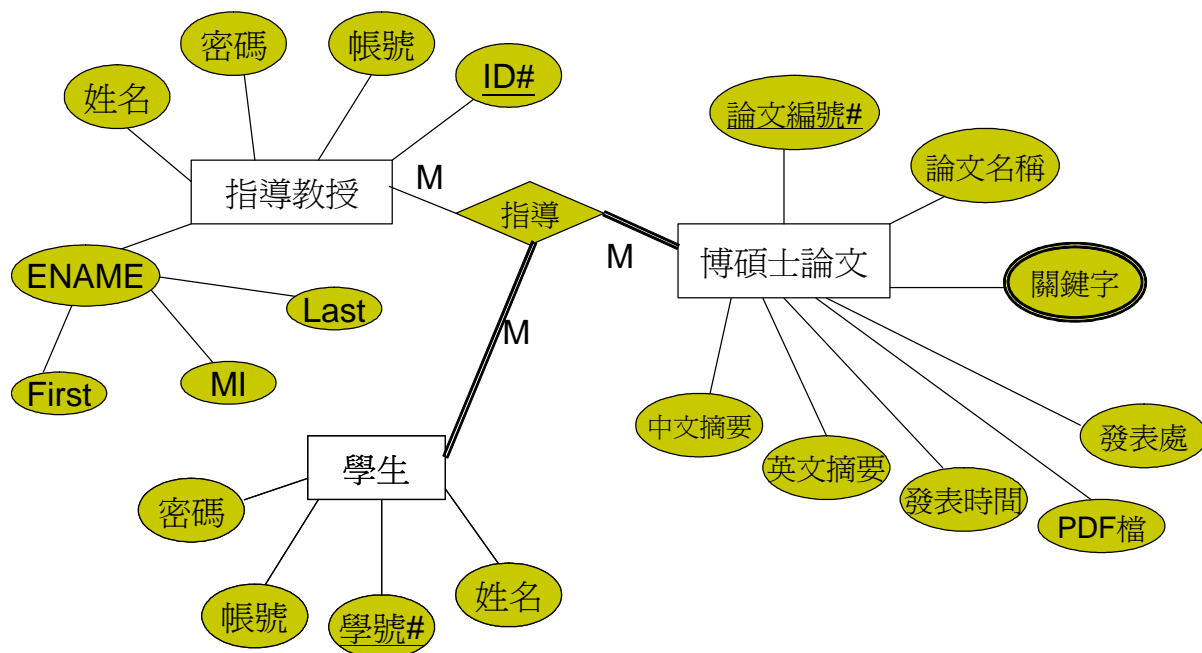 密碼
帳號
ID#
姓名
論文編號#
論文名稱
指導教授
M
指導
M
博碩士論文
關鍵字
ENAME
Last
First
MI
M
中文摘要
英文摘要
發表時間
PDF檔
發表處
學生
密碼
帳號
學號#
姓名